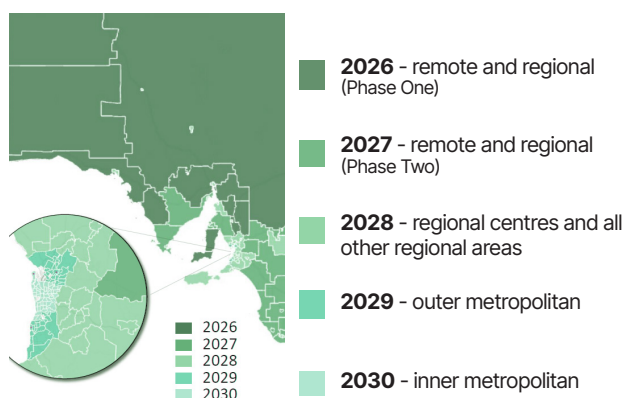 2026 - remote and regional
(Phase One)
2027 - remote and regional
(Phase Two)
2028 - regional centres and all
other regional areas
2029 - outer metropolitan
2030 - inner metropolitan
2026
2027
2028
2029
2030